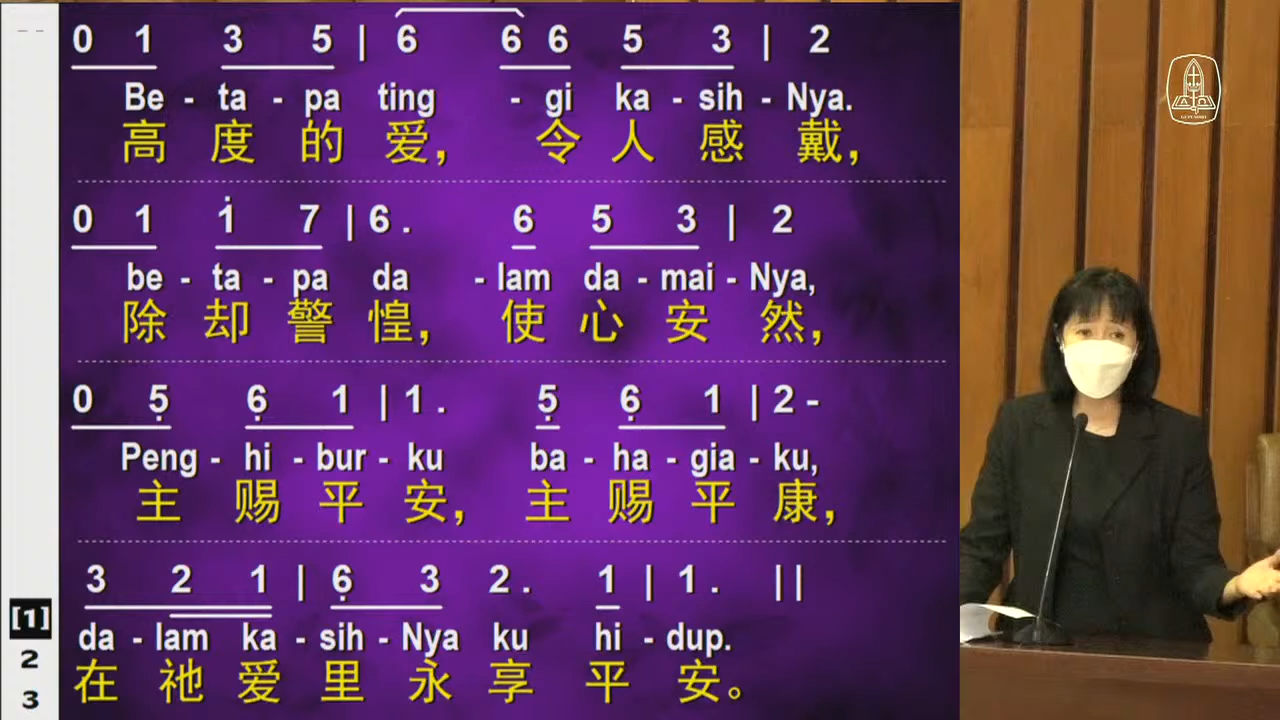 0 1 3 5 | 6 6 6 5 3 | 2
Be - ta - pa ting - gi ka - sih - Nya.
高 度 的 爱， 令 人 感 戴，
0 1 1̇ 7 | 6 . 6 5 3 | 2
be - ta - pa da - lam da - mai - Nya,
除 却 警 惶， 使 心 安 然，
0 5̣ 6̣ 1 | 1 . 5̣ 6̣ 1 | 2 -
Peng - hi - bur - ku ba - ha - gia - ku,
主 赐 平 安， 主 赐 平 康，
3 2 1 | 6̣ 3 2 . 1 | 1 . ||
da - lam ka - sih - Nya ku hi - dup.
在 祂 爱 里 永 享 平 安。
[1]
2
3